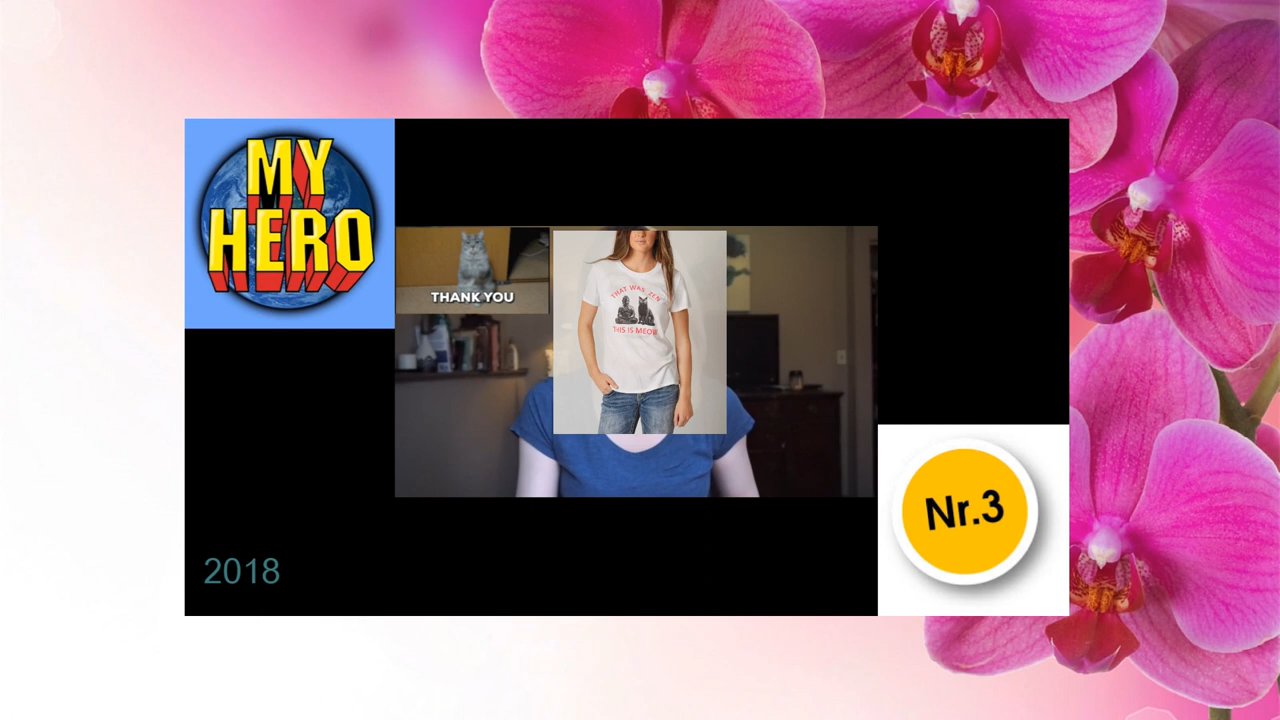 MY
HERO
THANK YOU
THAT WAS ZEN
THIS IS MEOW
Nr.3
2018